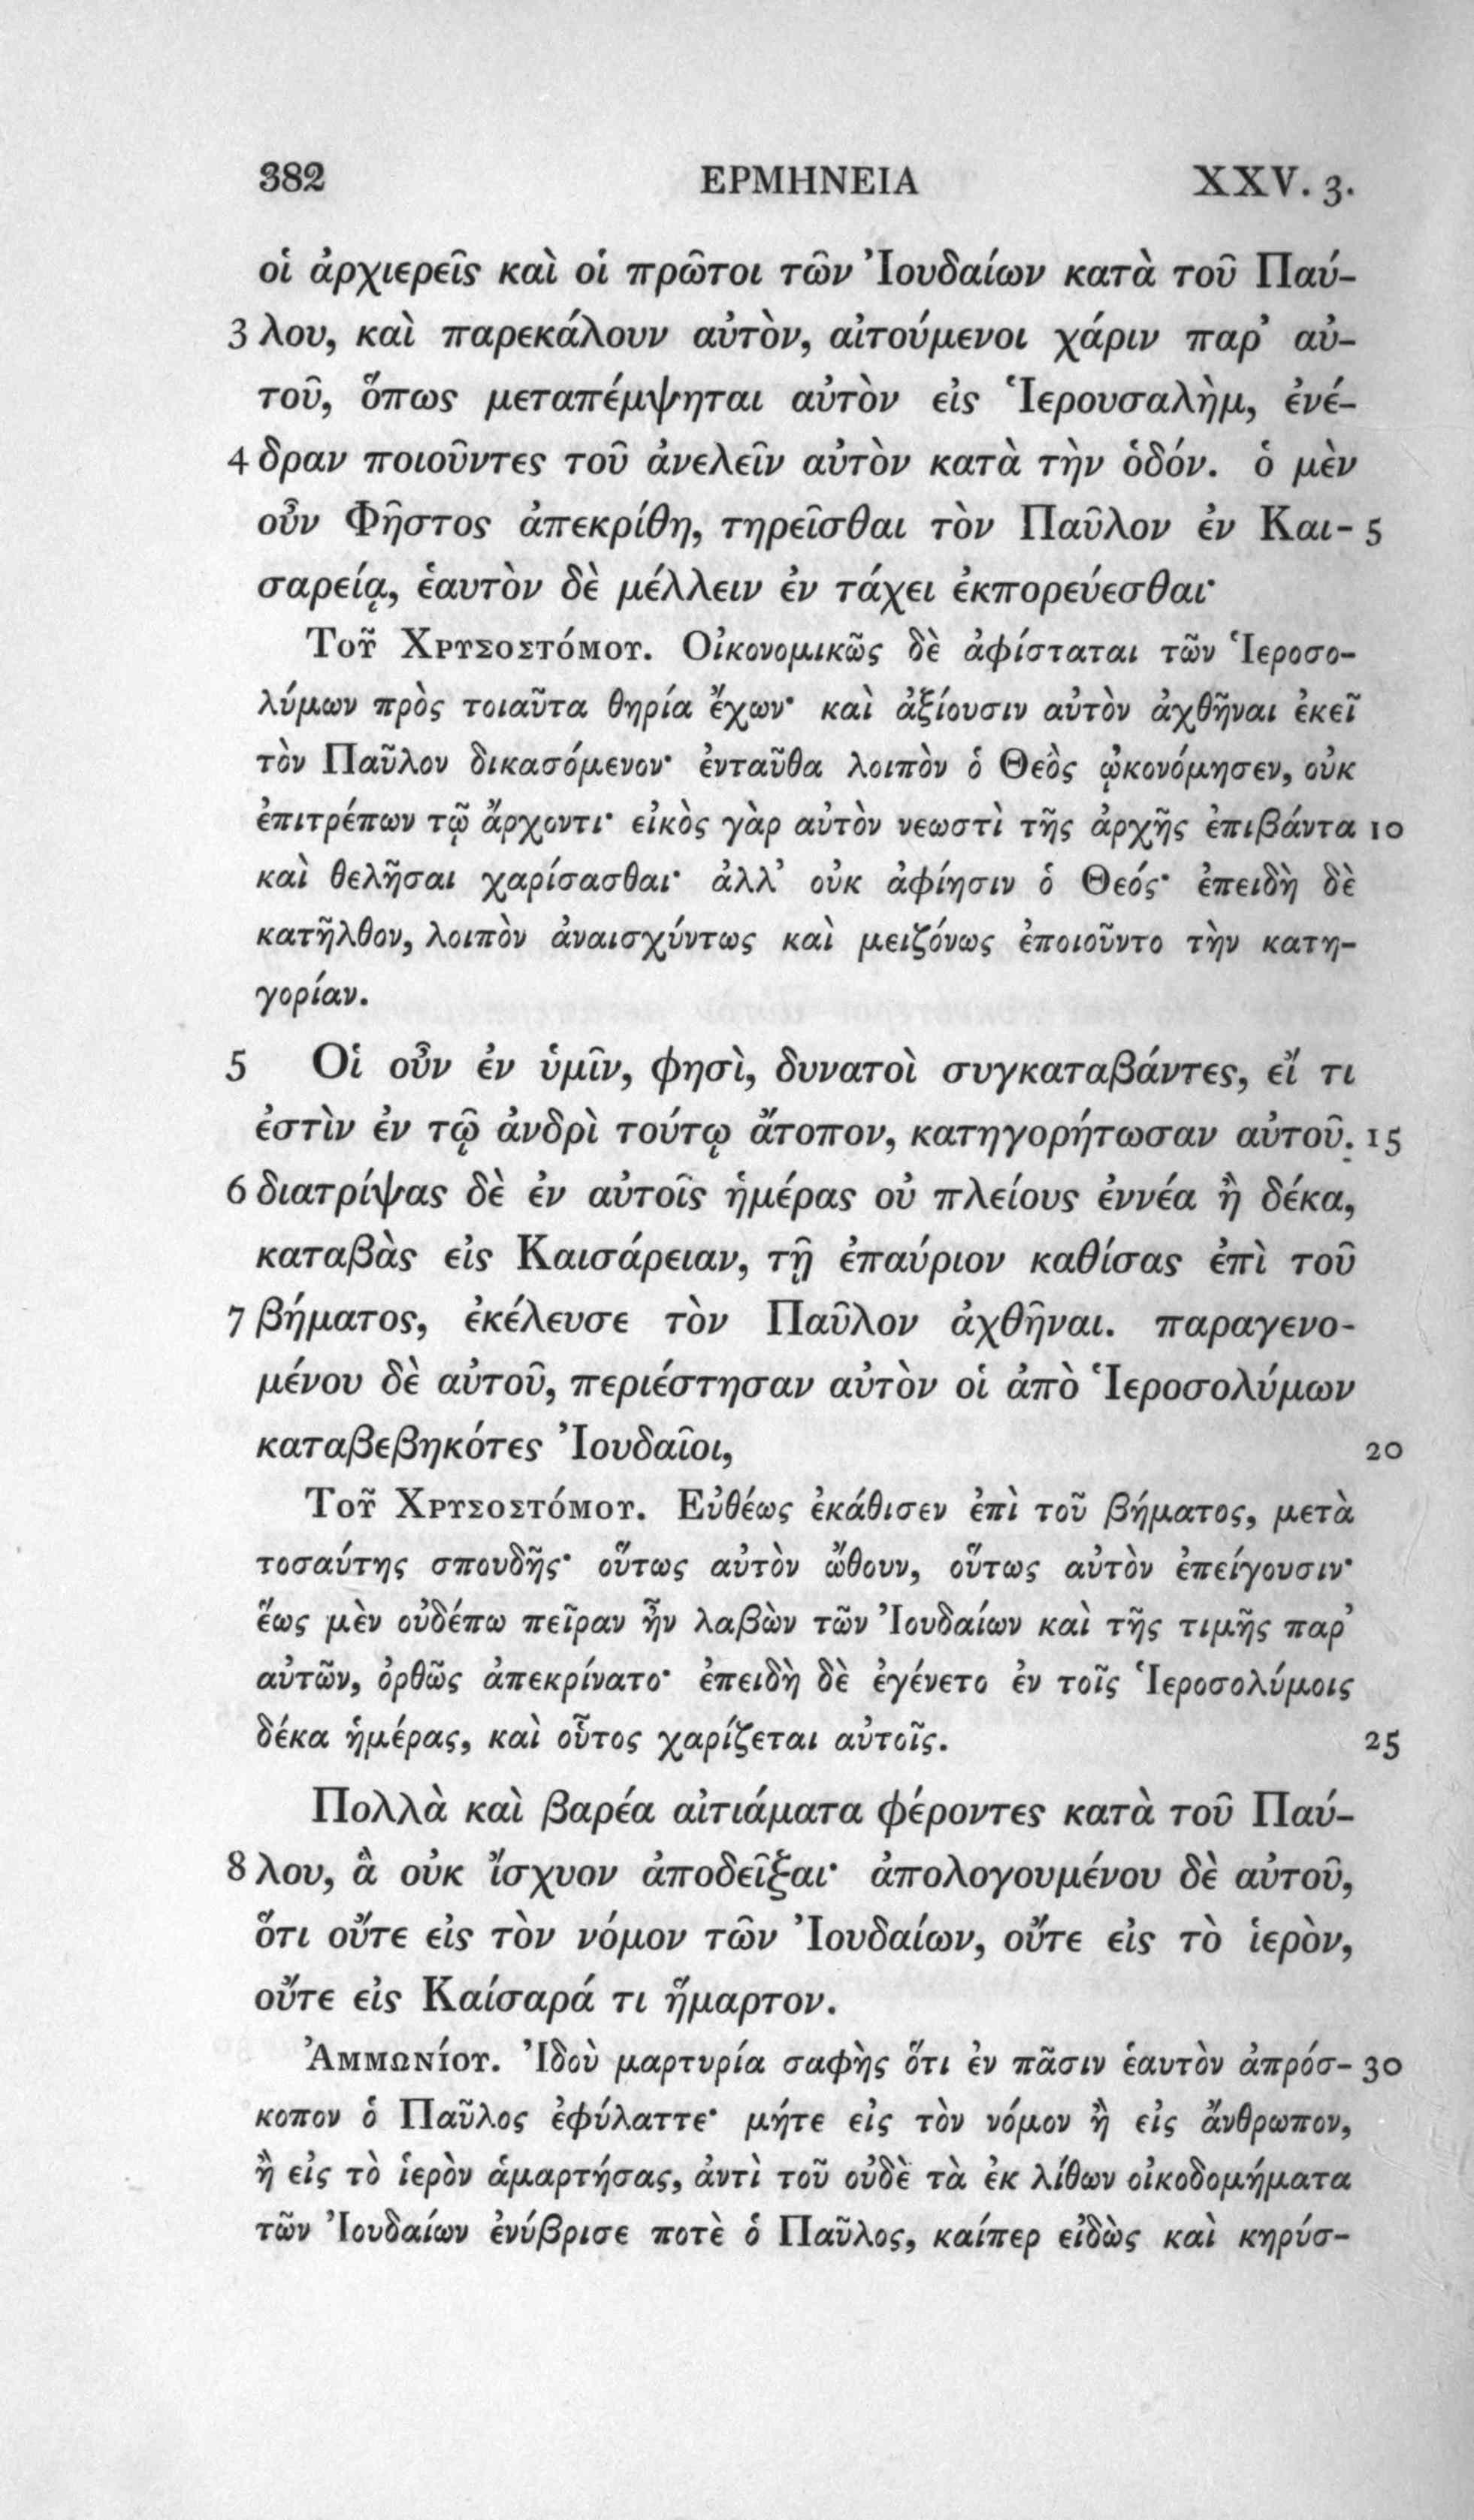 382 ΕΡΜΗΝΕΙΑ XXV. 3.
οἱ ἀρχιερεῖς καὶ οἱ πρῶτοι τῶν Ἰουδαίων κατὰ τοῦ Παύ-
3 λου, καὶ παρεκάλουν αὐτὸν, αἰτούμενοι χάριν παρ’ αὐ-
τοῦ, ὅπως μεταπέμψηται αὐτὸν εἰς Ἱερουσαλὴμ, ἐνέ-
4 δραν ποιοῦντες τοῦ ἀνελεῖν αὐτὸν κατὰ τὴν ὁδόν. ὁ μὲν
οὖν Φῆστος ἀπεκρίθη, τηρεῖσθαι τὸν Παῦλον ἐν Και- 5
σαρείᾳ, ἑαυτὸν δὲ μέλλειν ἐν τάχει ἐκπορεύεσθαι·
Τοῦ Χρυσοστόμου. Οἰκονομικῶς δὲ ἀφίσταται τῶν Ἱεροσο-
λύμων πρὸς τοιαῦτα θηρία ἔχων· καὶ ἀξίουσιν αὐτὸν ἀχθῆναι ἐκεῖ
τὸν Παῦλον δικασόμενον· ἐνταῦθα λοιπὸν ὁ Θεὸς ᾠκονόμησεν, οὐκ
ἐπιτρέπων τῷ ἄρχοντι· εἰκὸς γὰρ αὐτὸν νεωστὶ τῆς ἀρχῆς ἐπιβάντα 10
καὶ θελῆσαι χαρίσασθαι· ἀλλ’ οὐκ ἀφίησιν ὁ Θεός· ἐπειδὴ δὲ
κατῆλθον, λοιπὸν ἀναισχύντως καὶ μειζόνως ἐποιοῦντο τὴν κατη-
γορίαν.
5 Οἱ οὖν ἐν ὑμῖν, φησὶ, δυνατοὶ συγκαταβάντες, εἴ τι
ἐστὶν ἐν τῷ ἀνδρὶ τούτῳ ἄτοπον, κατηγορήτωσαν αὐτοῦ. 15
6 διατρίψας δὲ ἐν αὐτοῖς ἡμέρας οὐ πλείους ἐννέα ἢ δέκα,
καταβὰς εἰς Καισάρειαν, τῇ ἐπαύριον καθίσας ἐπὶ τοῦ
7 βήματος, ἐκέλευσε τὸν Παῦλον ἀχθῆναι. παραγενο-
μένου δὲ αὐτοῦ, περιέστησαν αὐτὸν οἱ ἀπὸ Ἱεροσολύμων
καταβεβηκότες Ἰουδαῖοι, 20
Τοῦ Χρυσοστόμου. Εὐθέως ἐκάθισεν ἐπὶ τοῦ βήματος, μετὰ
τοσαύτης σπουδῆς· οὕτως αὐτὸν ὤθουν, οὕτως αὐτὸν ἐπείγουσιν·
ἕως μὲν οὐδέπω πεῖραν ἦν λαβὼν τῶν Ἰουδαίων καὶ τῆς τιμῆς παρ’
αὐτῶν, ὀρθῶς ἀπεκρίνατο· ἐπειδὴ δὲ ἐγένετο ἐν τοῖς Ἱεροσολύμοις
δέκα ἡμέρας, καὶ οὗτος χαρίζεται αὐτοῖς. 25
Πολλὰ καὶ βαρέα αἰτιάματα φέροντες κατὰ τοῦ Παύ-
8 λου, ἃ οὐκ ἴσχυον ἀποδεῖξαι· ἀπολογουμένου δὲ αὐτοῦ,
ὅτι οὔτε εἰς τὸν νόμον τῶν Ἰουδαίων, οὔτε εἰς τὸ ἱερὸν,
οὔτε εἰς Καίσαρά τι ἥμαρτον.
Ἀμμωνίου. Ἰδοὺ μαρτυρία σαφὴς ὅτι ἐν πᾶσιν ἑαυτὸν ἀπρόσ- 30
κοπον ὁ Παῦλος ἐφύλαττε· μήτε εἰς τὸν νόμον ἢ εἰς ἄνθρωπον,
ἢ εἰς τὸ ἱερὸν ἁμαρτήσας, ἀντὶ τοῦ οὐδὲ τὰ ἐκ λίθων οἰκοδομήματα
τῶν Ἰουδαίων ἐνύβρισε ποτὲ ὁ Παῦλος, καίπερ εἰδὼς καὶ κηρύσ-